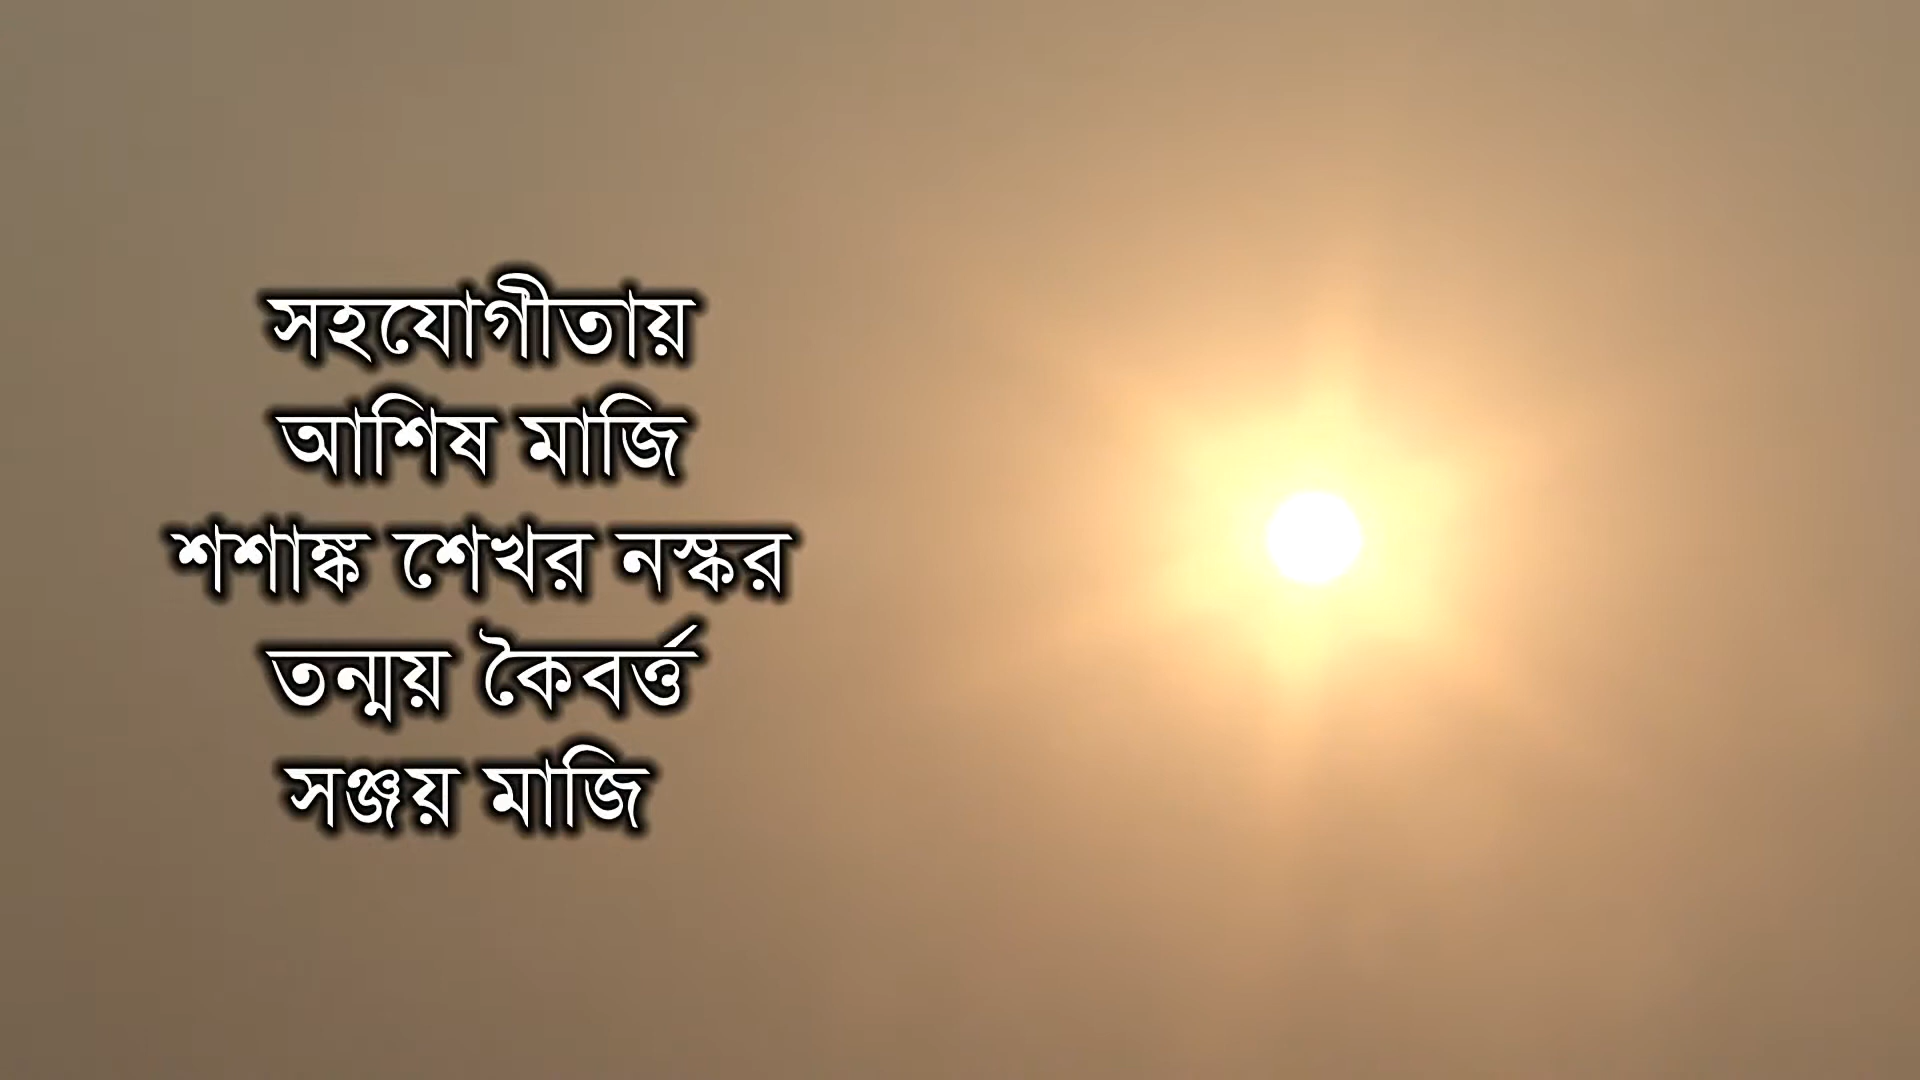 সহযোগীতায়
আশিষ মাজি
শশাঙ্ক শেখর নস্কর
তন্ময় কৈবর্ত্ত
সঞ্জয় মাজি